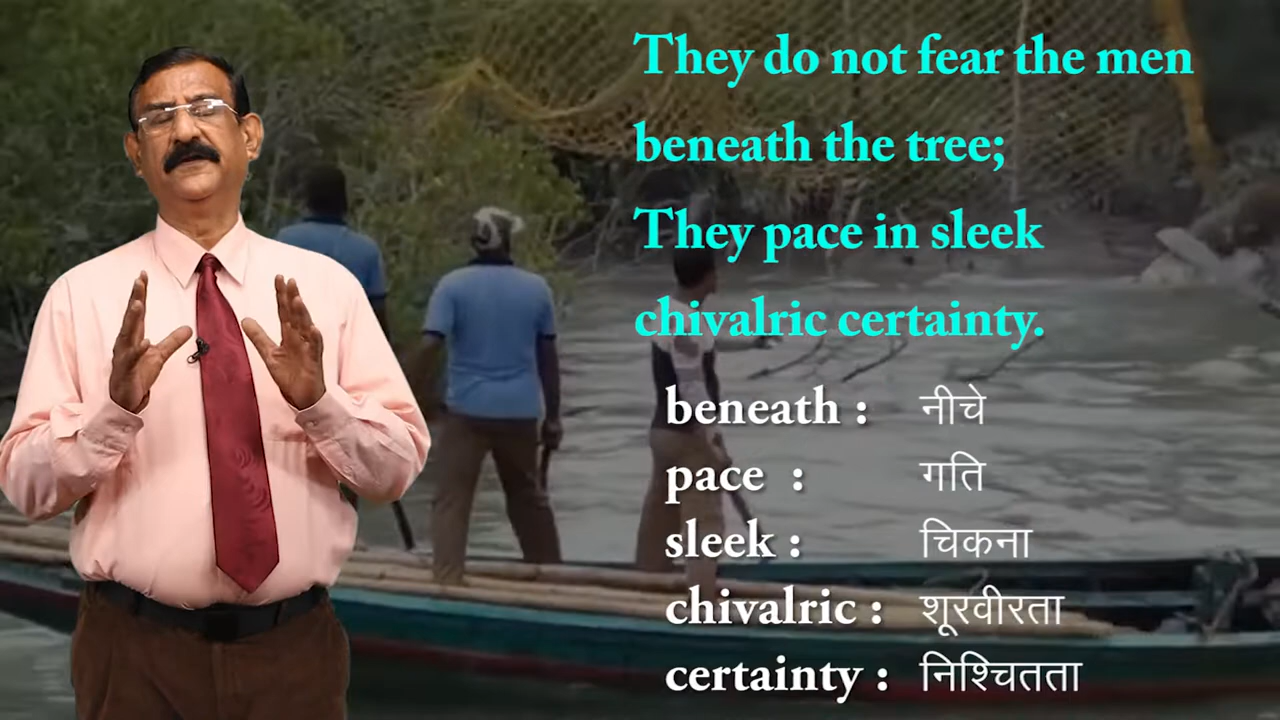 They do not fear the men
beneath the tree;
They pace in sleek
chivalric certainty.
beneath : नीचे
pace : गति
sleek : चिकना
chivalric : शूरवीरता
certainty : निश्चितता